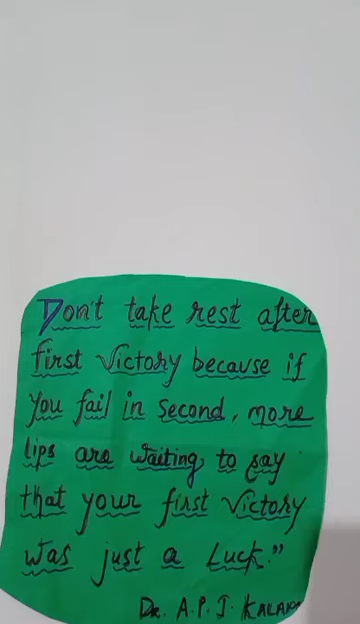 Don't take rest after
first victory because if
you fail in second, more
lips are waiting to say
that your first victory
was just a Luck."
Dr. A.P.J. KALAM